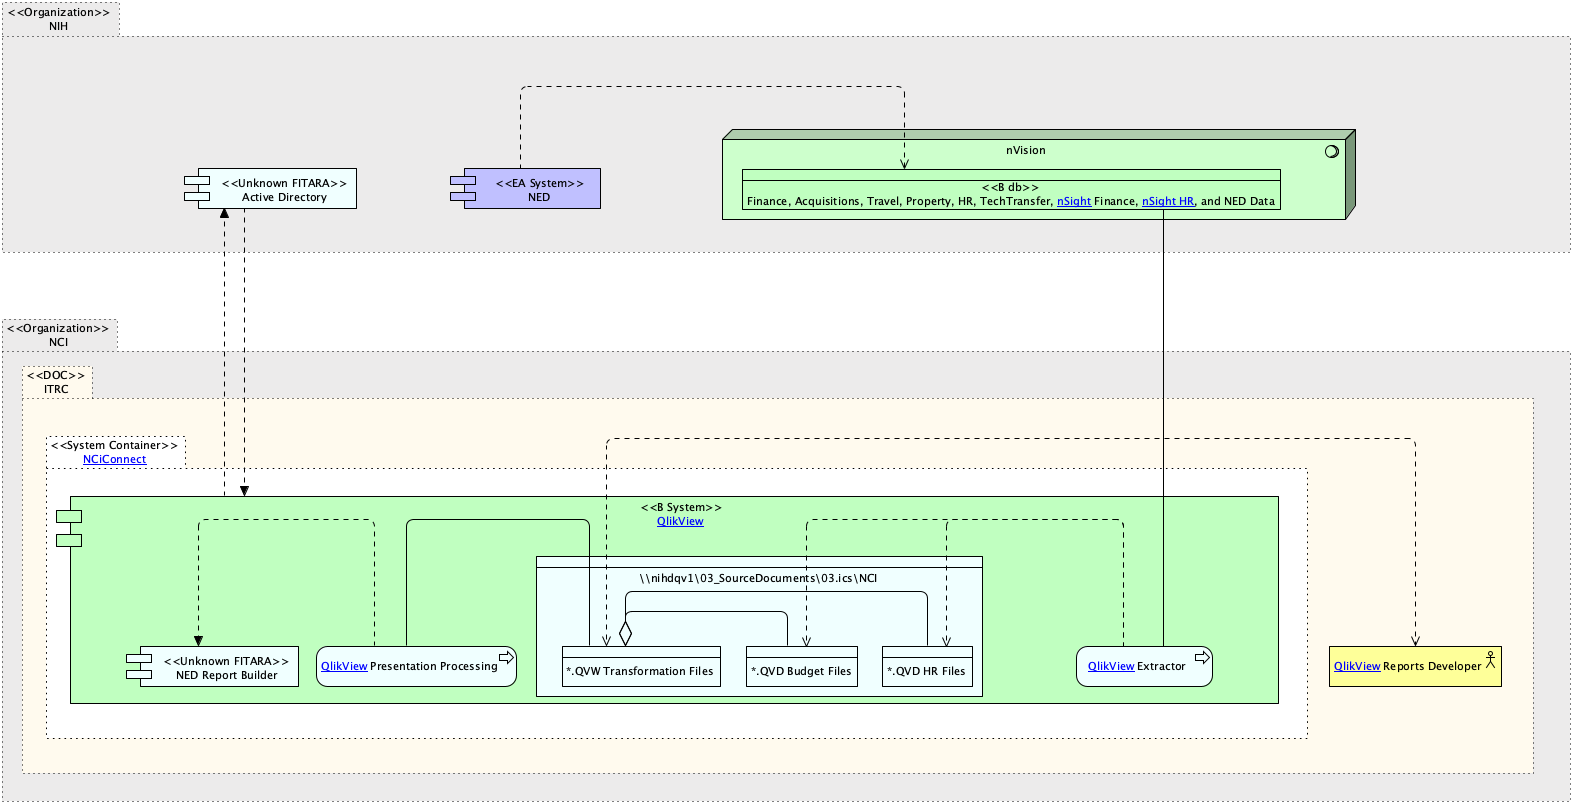 <<Organization>>
NIH
nVision
<<Unknown FITARA>>
Active Directory
<<EA System>>
NED
<<B db>>
Finance, Acquisitions, Travel, Property, HR, TechTransfer, nSight Finance, nSight HR, and NED Data
<<Organization>>
NCI
<<DOC>>
ITRC
<<System Container>>
NCiConnect
<<B System>>
QlikView
\\nihdqv1\03_SourceDocuments\03.ics\NCI
<<Unknown FITARA>>
NED Report Builder
QlikView Presentation Processing
*.QVW Transformation Files
*.QVD Budget Files
*.QVD HR Files
QlikView Extractor
QlikView Reports Developer